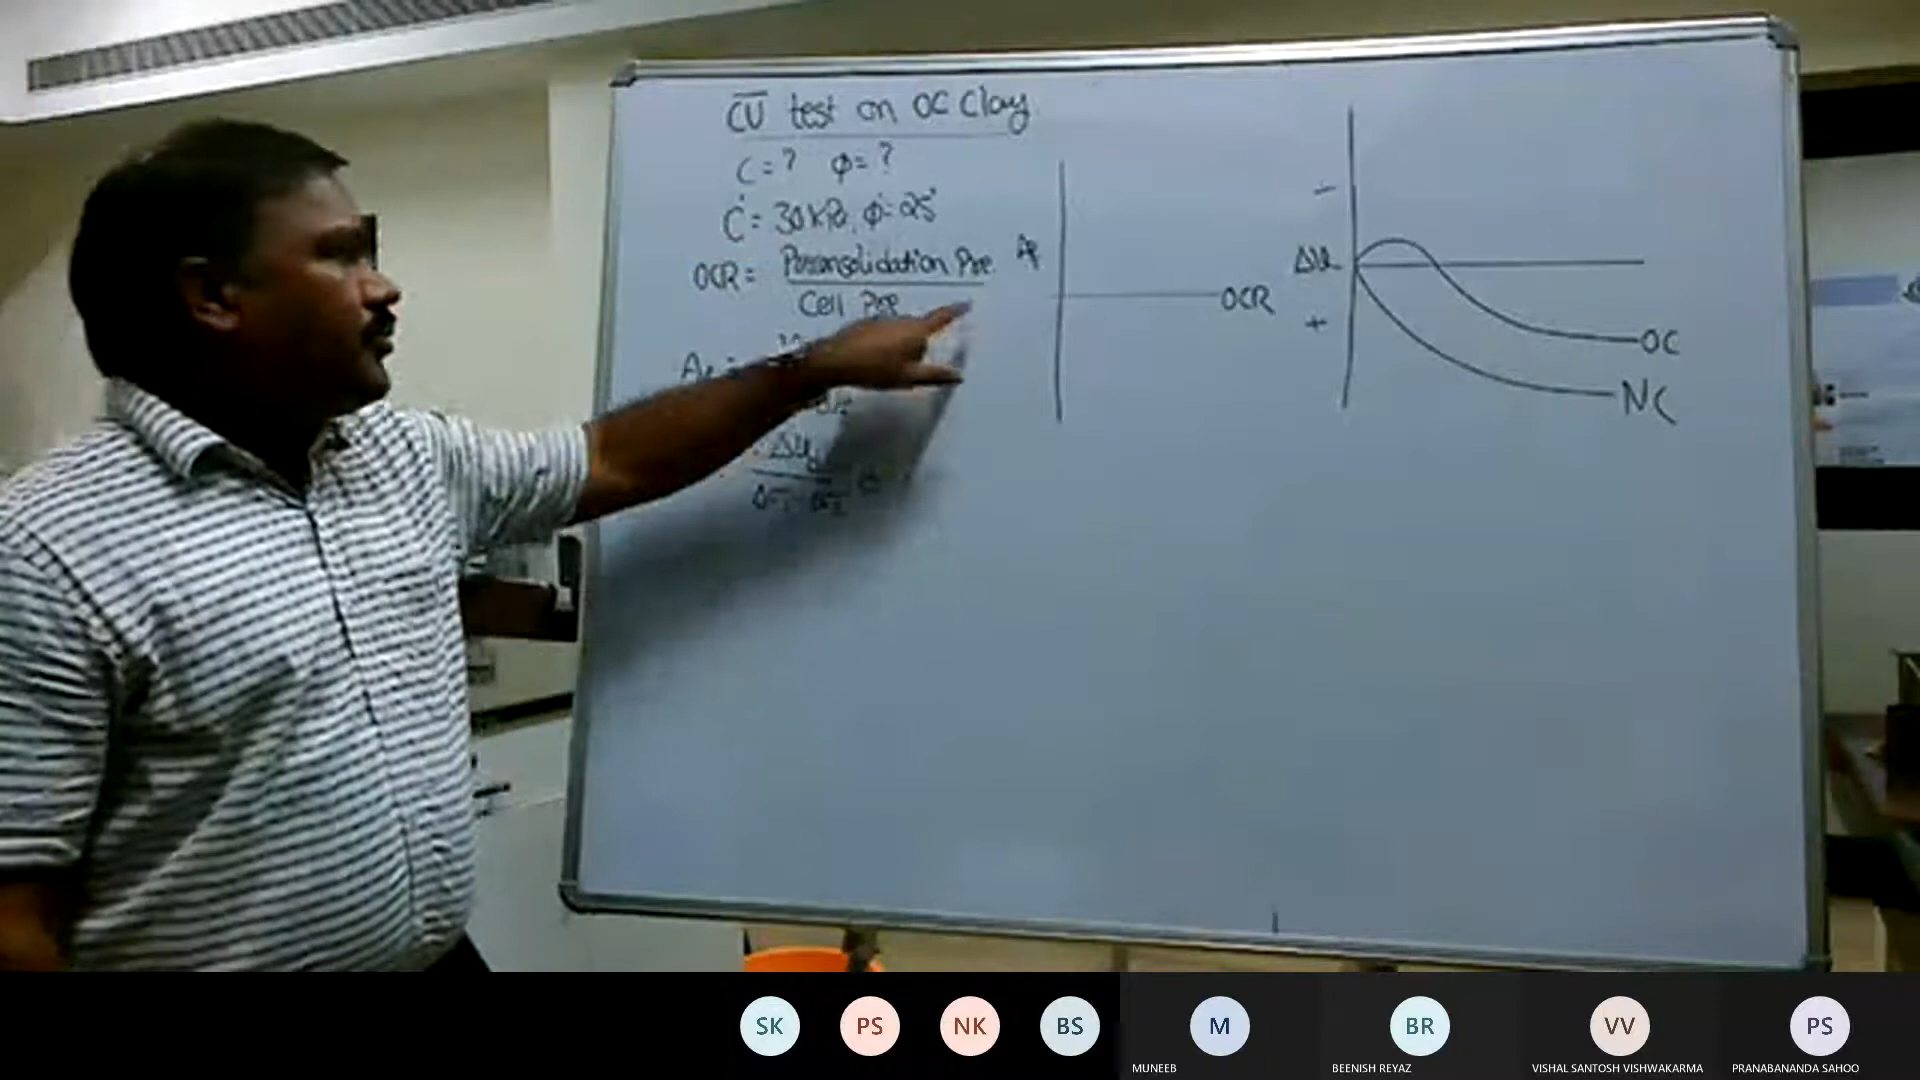 C̅U̅ test on OC Clay
C = ? φ = ?
C' = 30 kPa, φ' = 25°
OCR = Preconsolidation Pre.
Cell Pre
Af
OCR
-
ΔU
+
OC
NC
ΔU
SK
PS
NK
BS
M
BR
VV
PS
MUNEEB
BEENISH REYAZ
VISHAL SANTOSH VISHWAKARMA
PRANABANANDA SAHOO